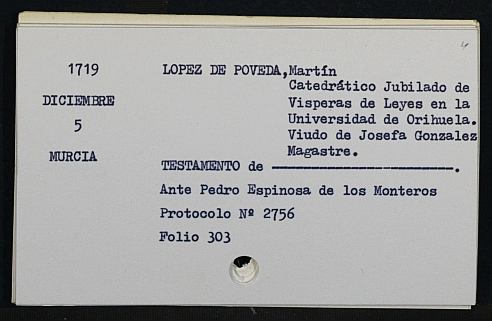 1719
DICIEMBRE
5
MURCIA
LOPEZ DE POVEDA, Martín
Catedrático Jubilado de
Visperas de Leyes en la
Universidad de Orihuela.
Viudo de Josefa Gonzalez
Magastre.
TESTAMENTO de ------------------------.
Ante Pedro Espinosa de los Monteros
Protocolo Nº 2756
Folio 303